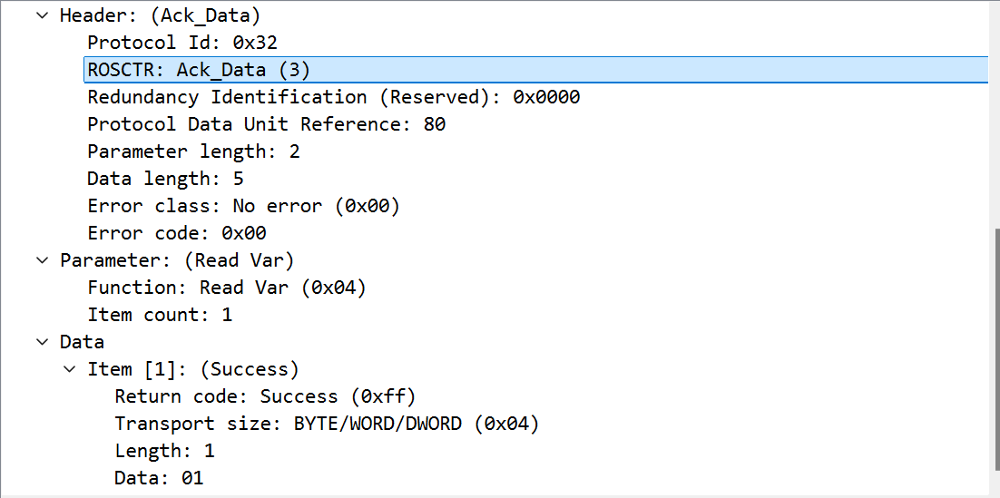 Header: (Ack_Data)
Protocol Id: 0x32
ROSCTR: Ack_Data (3)
Redundancy Identification (Reserved): 0x0000
Protocol Data Unit Reference: 80
Parameter length: 2
Data length: 5
Error class: No error (0x00)
Error code: 0x00
Parameter: (Read Var)
Function: Read Var (0x04)
Item count: 1
Data
Item [1]: (Success)
Return code: Success (0xff)
Transport size: BYTE/WORD/DWORD (0x04)
Length: 1
Data: 01